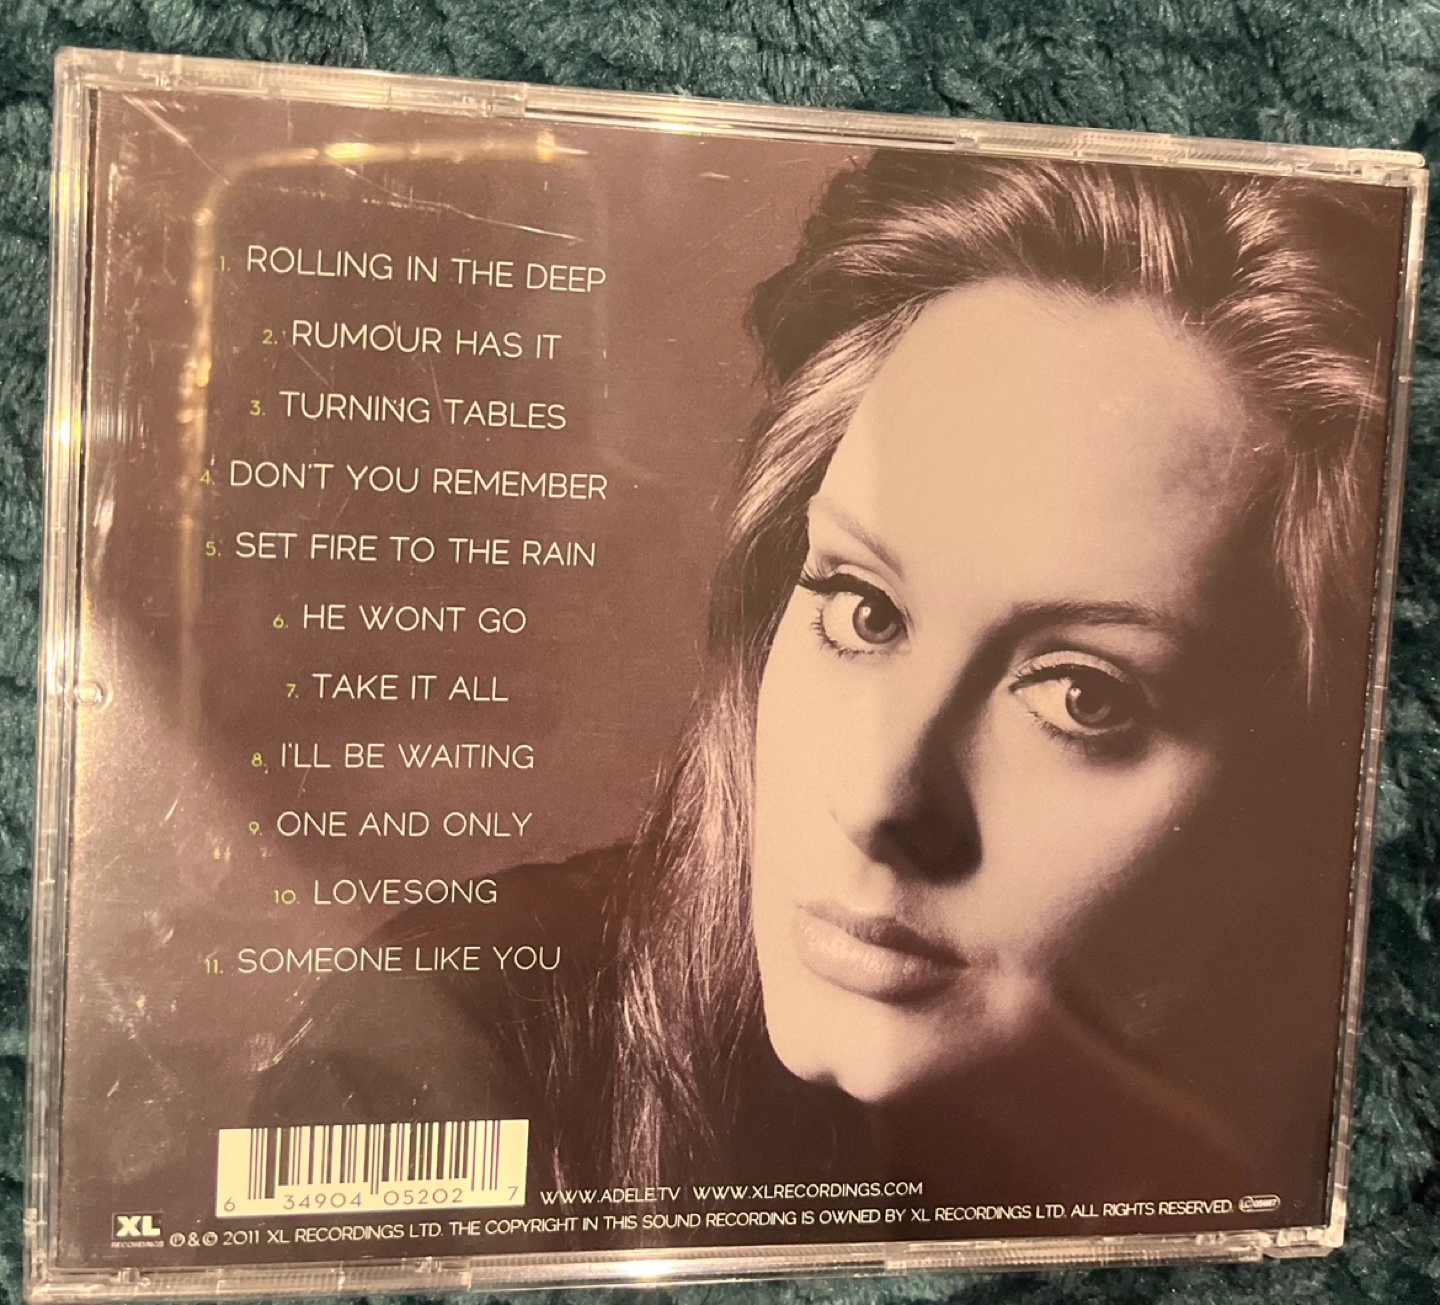 1. ROLLING IN THE DEEP
2. RUMOUR HAS IT
3. TURNING TABLES
4. DON'T YOU REMEMBER
5. SET FIRE TO THE RAIN
6. HE WONT GO
7. TAKE IT ALL
8. I'LL BE WAITING
9. ONE AND ONLY
10. LOVESONG
11. SOMEONE LIKE YOU
6 34904 05202 7
WWW.ADELE.TV WWW.XLRECORDINGS.COM
XL
RECORDINGS
℗ & © 2011 XL RECORDINGS LTD. THE COPYRIGHT IN THIS SOUND RECORDING IS OWNED BY XL RECORDINGS LTD. ALL RIGHTS RESERVED.